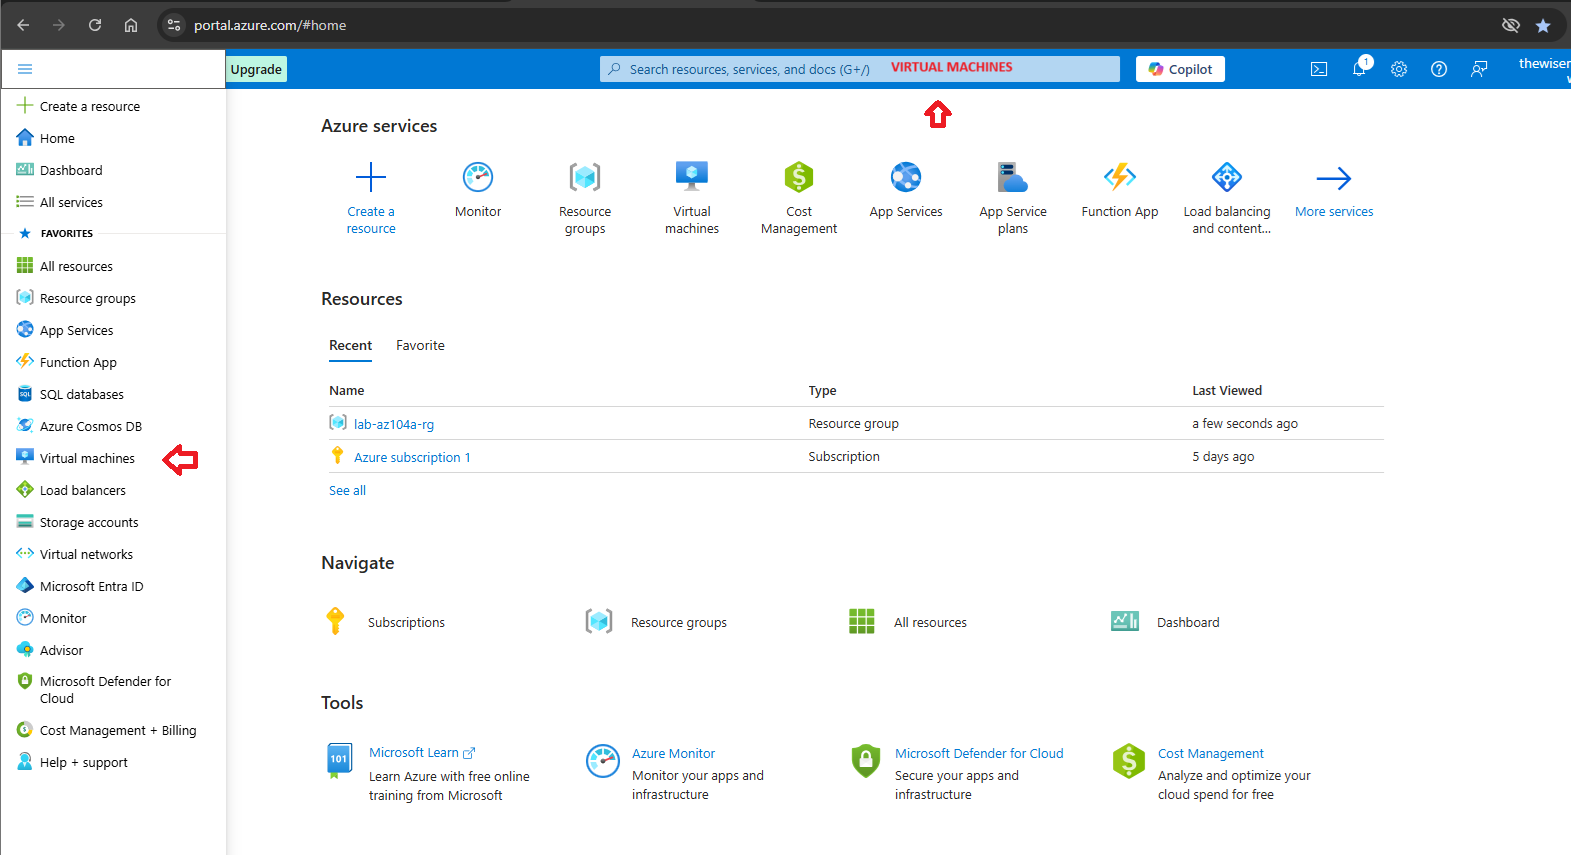 portal.azure.com/#home
Upgrade
Search resources, services, and docs (G+/)
VIRTUAL MACHINES
Copilot
1
thewiser
Create a resource
Home
Dashboard
All services
FAVORITES
All resources
Resource groups
App Services
Function App
SQL databases
Azure Cosmos DB
Virtual machines
Load balancers
Storage accounts
Virtual networks
Microsoft Entra ID
Monitor
Advisor
Microsoft Defender for
Cloud
Cost Management + Billing
Help + support
Azure services
Create a
resource
Monitor
Resource
groups
Virtual
machines
Cost
Management
App Services
App Service
plans
Function App
Load balancing
and content...
More services
Resources
Recent
Favorite
Name
Type
Last Viewed
lab-az104a-rg
Resource group
a few seconds ago
Azure subscription 1
Subscription
5 days ago
See all
Navigate
Subscriptions
Resource groups
All resources
Dashboard
Tools
101
Microsoft Learn
Learn Azure with free online
training from Microsoft
Azure Monitor
Monitor your apps and
infrastructure
Microsoft Defender for Cloud
Secure your apps and
infrastructure
Cost Management
Analyze and optimize your
cloud spend for free